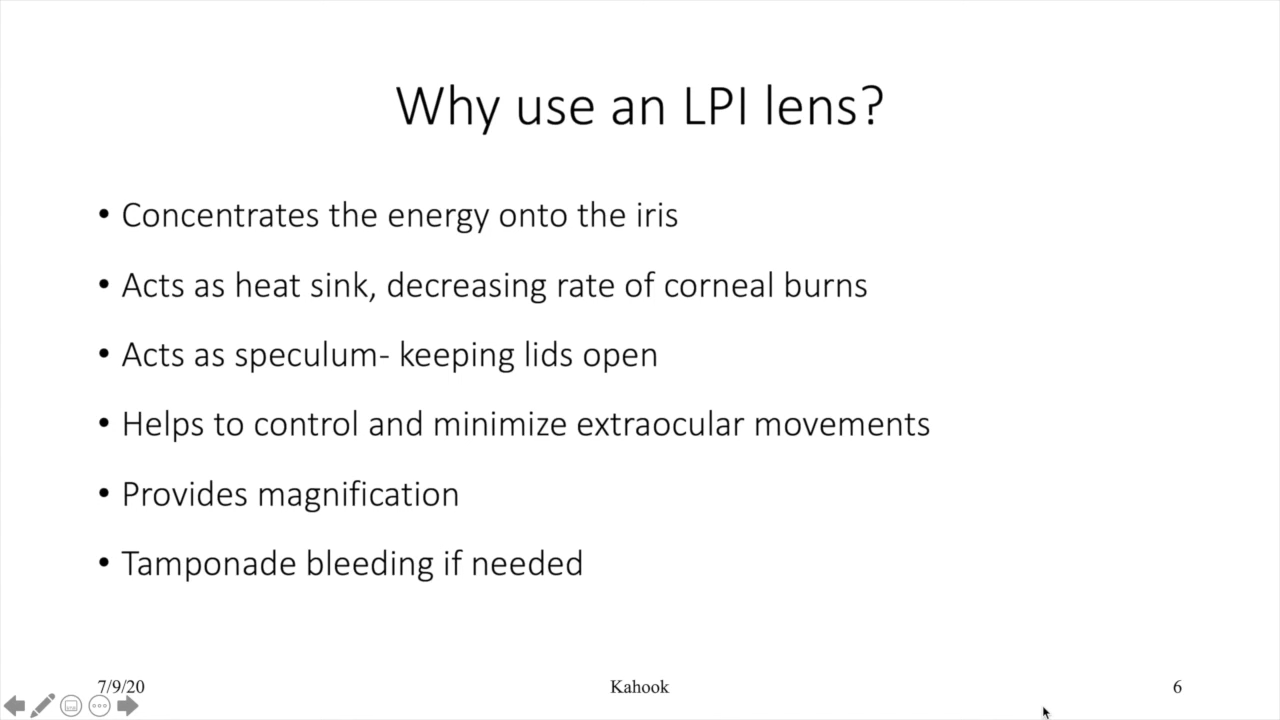 Why use an LPI lens?
• Concentrates the energy onto the iris
• Acts as heat sink, decreasing rate of corneal burns
• Acts as speculum- keeping lids open
• Helps to control and minimize extraocular movements
• Provides magnification
• Tamponade bleeding if needed
7/9/20
Kahook
6